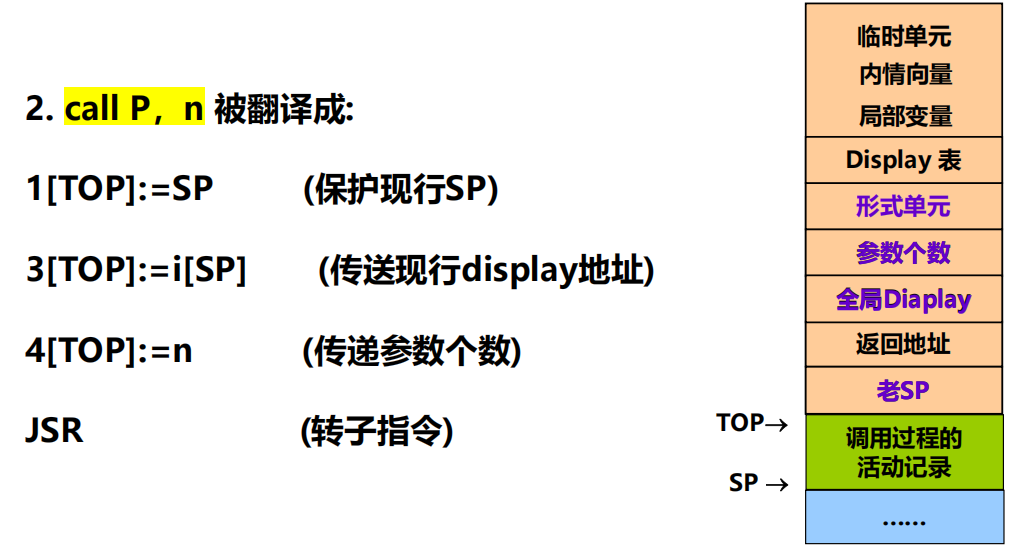 2. call P，n 被翻译成:
1[TOP]:=SP (保护现行SP)
3[TOP]:=i[SP] (传送现行display地址)
4[TOP]:=n (传递参数个数)
JSR (转子指令)
临时单元
内情向量
局部变量
Display 表
形式单元
参数个数
全局Diaplay
返回地址
老SP
TOP→
调用过程的
活动记录
SP →
……